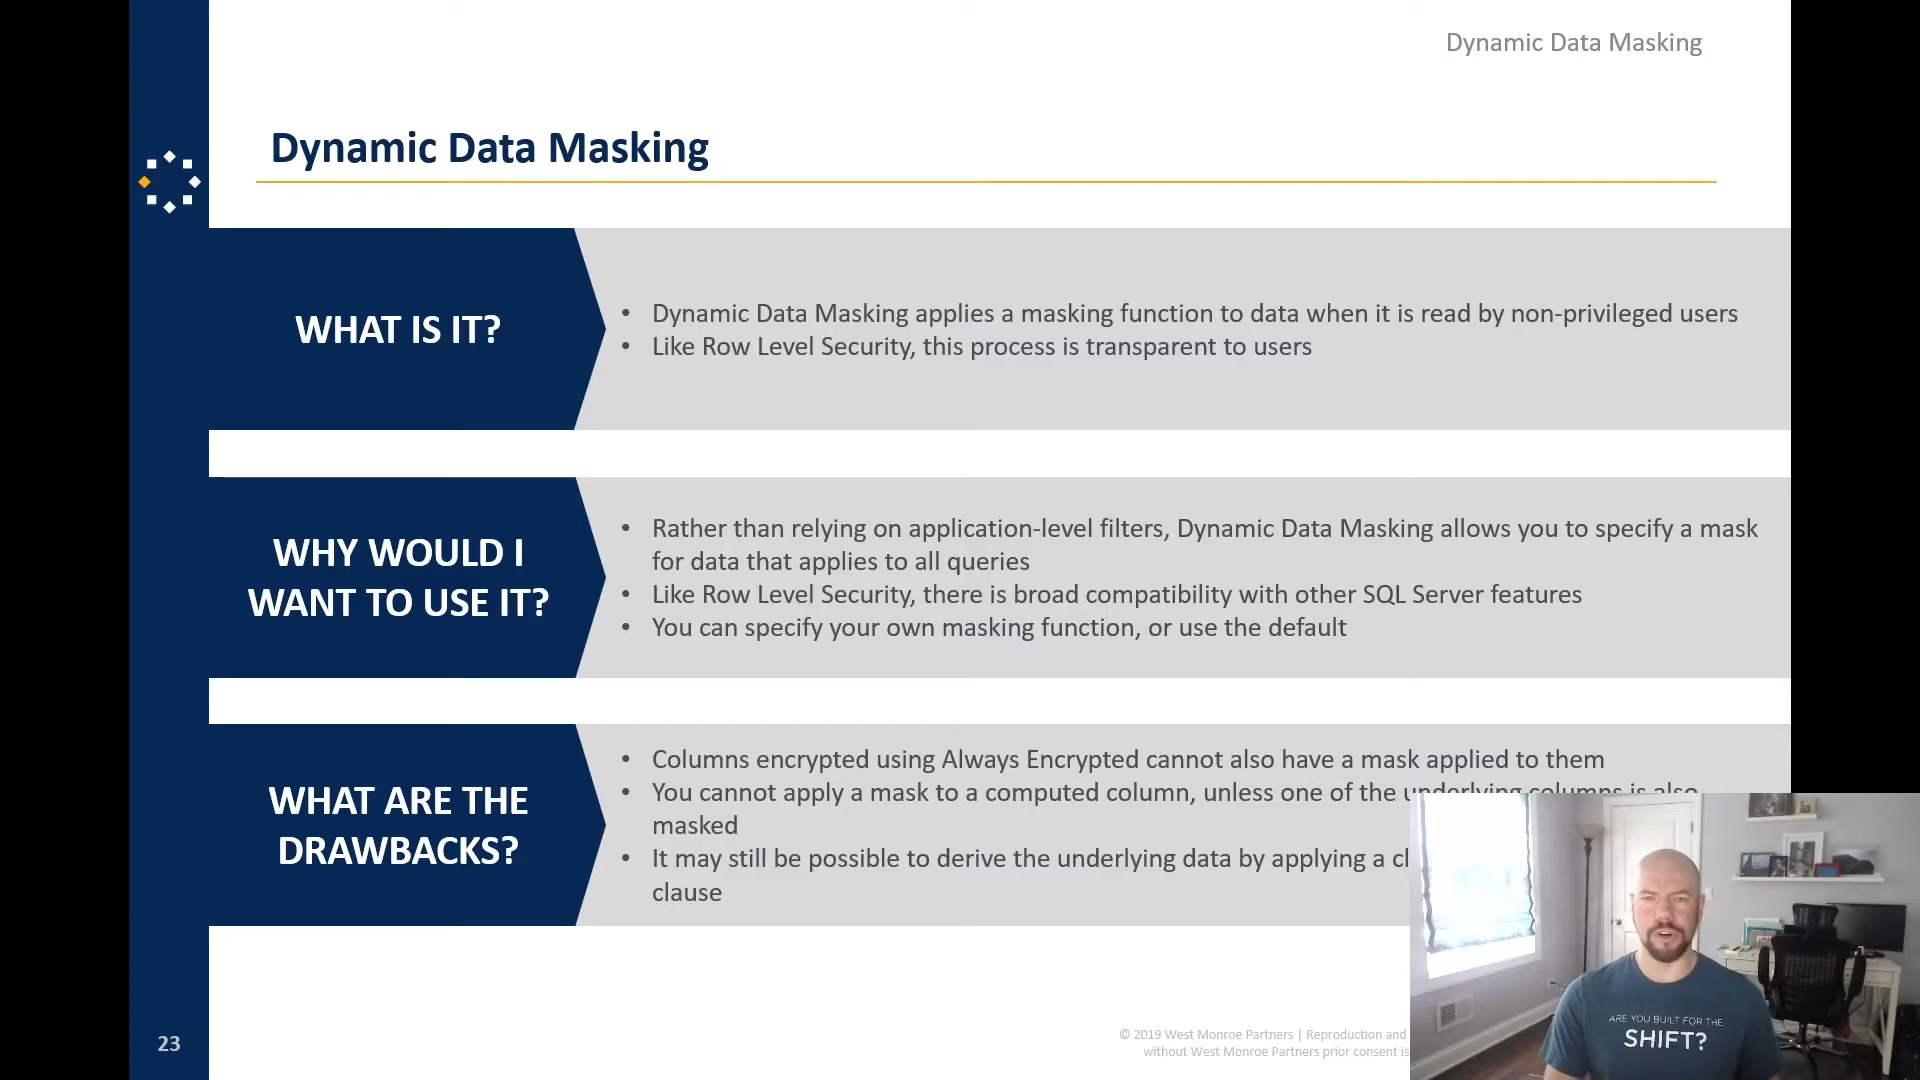 Dynamic Data Masking
Dynamic Data Masking
WHAT IS IT?
• Dynamic Data Masking applies a masking function to data when it is read by non-privileged users
• Like Row Level Security, this process is transparent to users
WHY WOULD I
WANT TO USE IT?
• Rather than relying on application-level filters, Dynamic Data Masking allows you to specify a mask
for data that applies to all queries
• Like Row Level Security, there is broad compatibility with other SQL Server features
• You can specify your own masking function, or use the default
WHAT ARE THE
DRAWBACKS?
• Columns encrypted using Always Encrypted cannot also have a mask applied to them
• You cannot apply a mask to a computed column, unless one of the underlying columns is also
masked
• It may still be possible to derive the underlying data by applying a
clause
ARE YOU BUILT FOR THE
SHIFT?
© 2019 West Monroe Partners | Reproduction and
without West Monroe Partners prior consent is
23